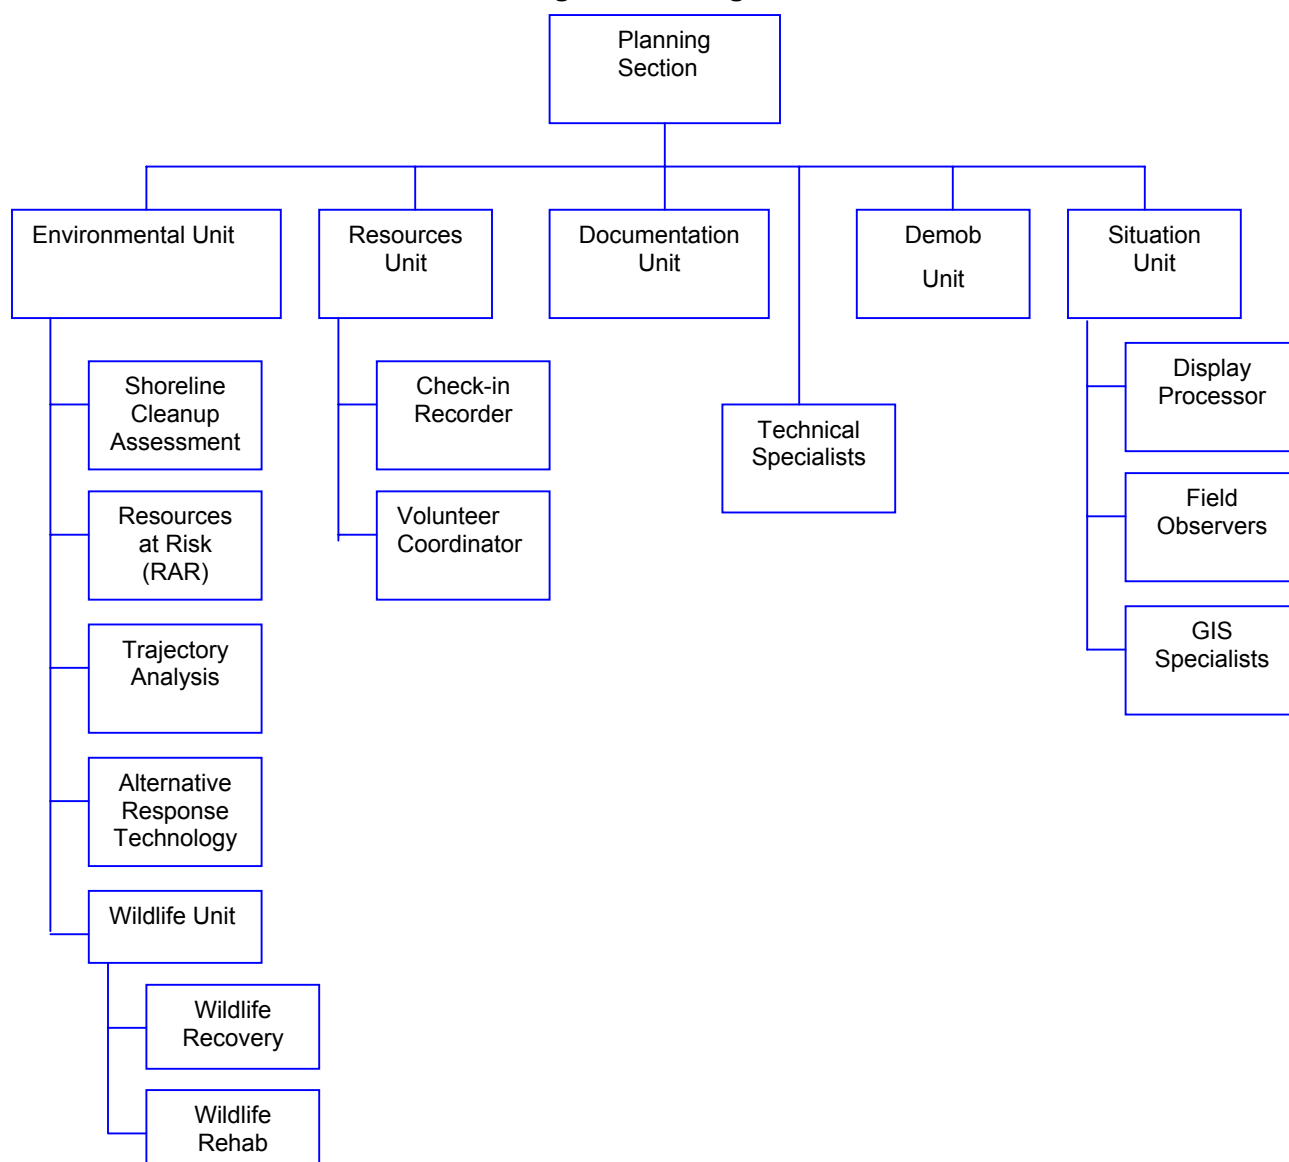 Planning
Section
Environmental Unit
Resources
Unit
Documentation
Unit
Demob
Unit
Situation
Unit
Shoreline
Cleanup
Assessment
Check-in
Recorder
Technical
Specialists
Display
Processor
Resources
at Risk
(RAR)
Volunteer
Coordinator
Field
Observers
Trajectory
Analysis
GIS
Specialists
Alternative
Response
Technology
Wildlife Unit
Wildlife
Recovery
Wildlife
Rehab